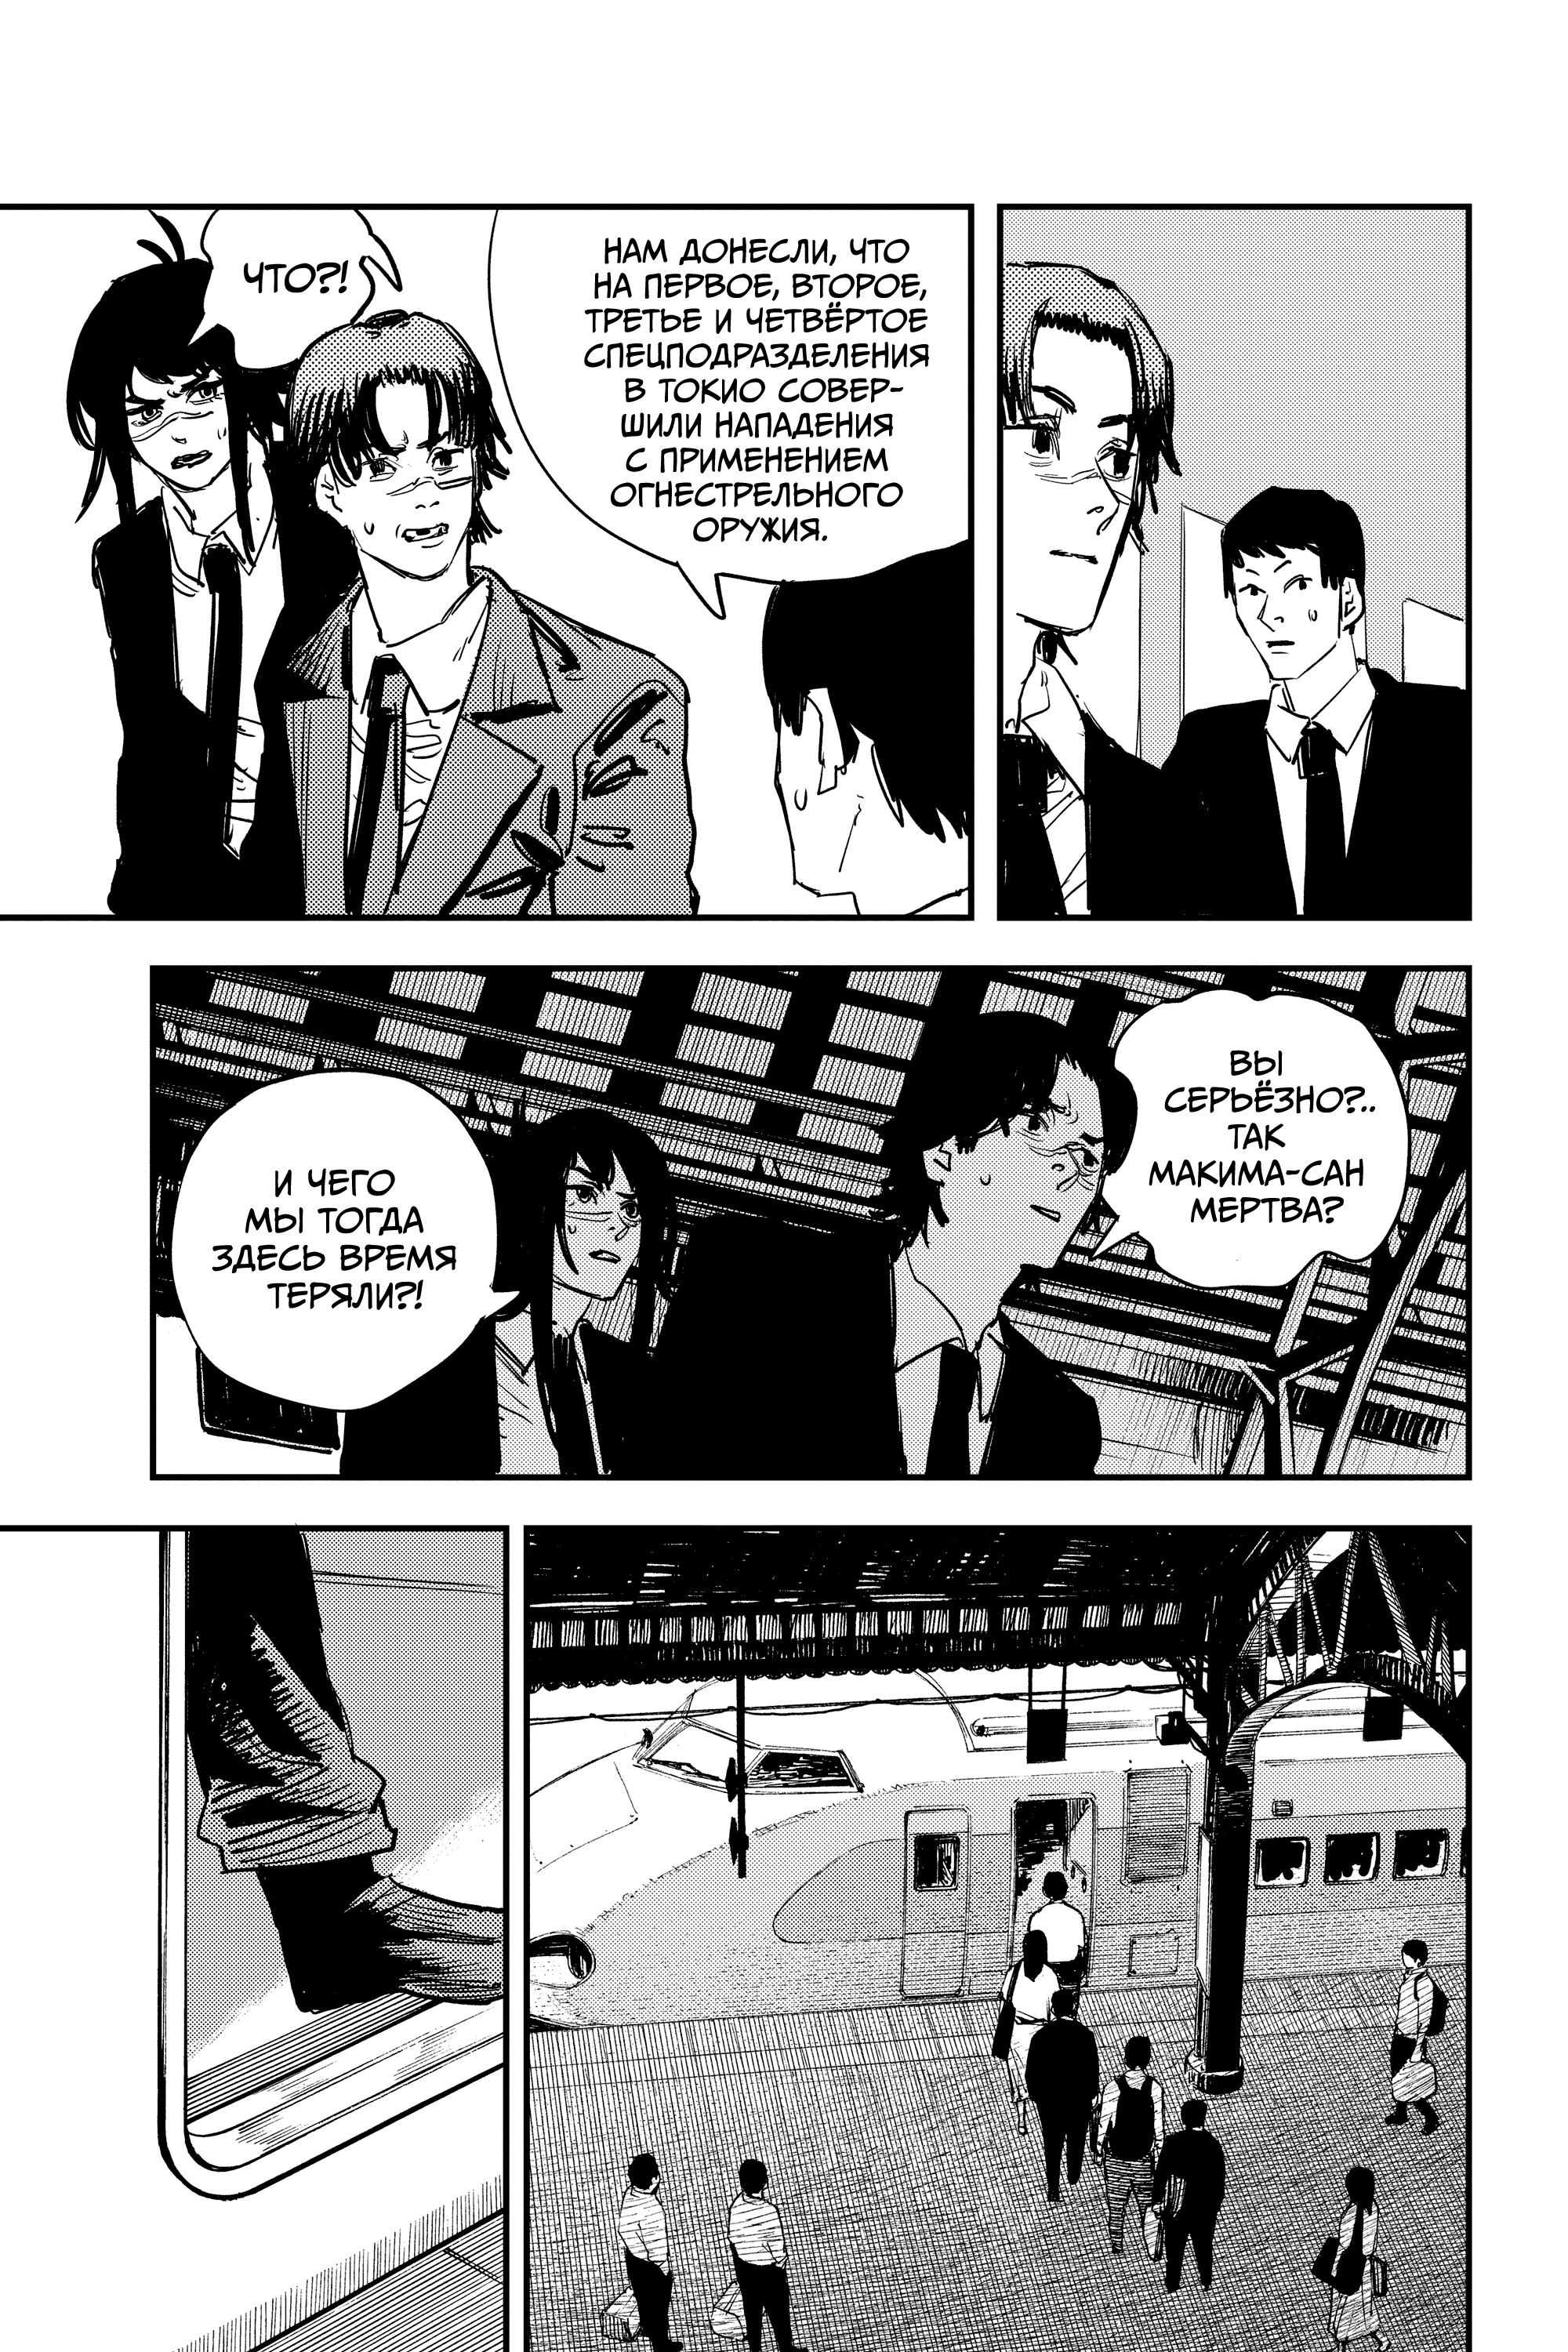 НАМ ДОНЕСЛИ, ЧТО
НА ПЕРВОЕ, ВТОРОЕ,
ТРЕТЬЕ И ЧЕТВЁРТОЕ
СПЕЦПОДРАЗДЕЛЕНИЯ
В ТОКИО СОВЕР-
ШИЛИ НАПАДЕНИЯ
С ПРИМЕНЕНИЕМ
ОГНЕСТРЕЛЬНОГО
ОРУЖИЯ.
ЧТО?!
ВЫ
СЕРЬЁЗНО?..
ТАК
МАКИМА-САН
МЕРТВА?
И ЧЕГО
МЫ ТОГДА
ЗДЕСЬ ВРЕМЯ
ТЕРЯЛИ?!